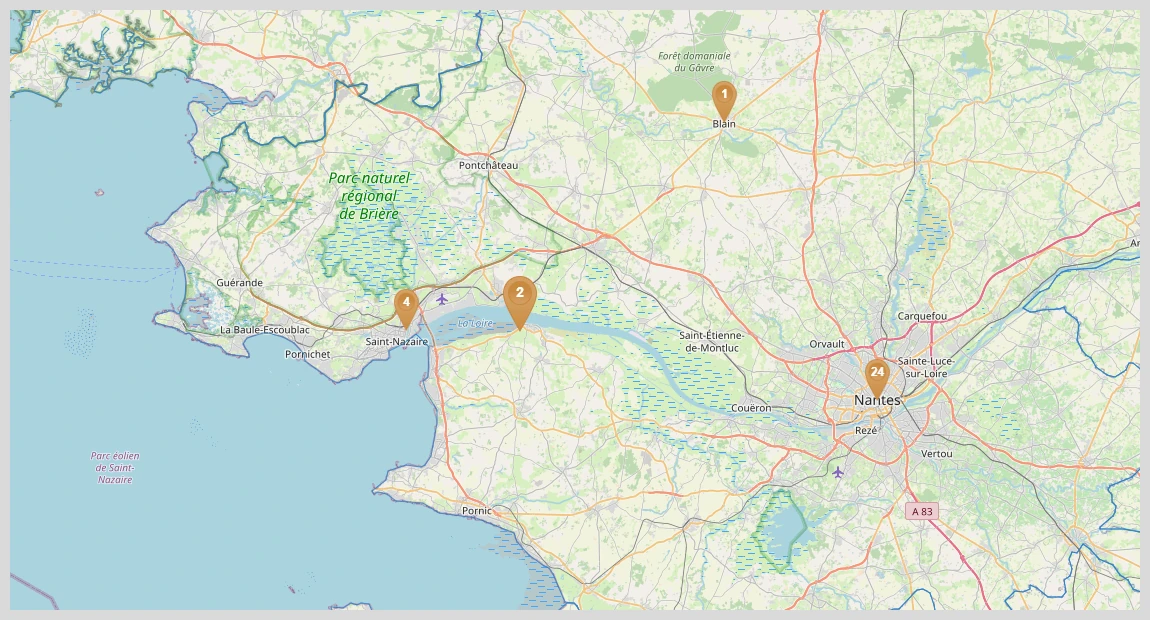 Forêt domaniale
du Gâvre
1
Blain
Pontchâteau
Parc naturel
régional
de Brière
Ar
Guérande
4
2
La Loire
La Baule-Escoublac
Saint-Nazaire
Pornichet
Saint-Étienne-
de-Montluc
Carquefou
Orvault
Sainte-Luce-
sur-Loire
24
Nantes
Couëron
Rezé
Vertou
Parc éolien
de Saint-
Nazaire
Pornic
A 83